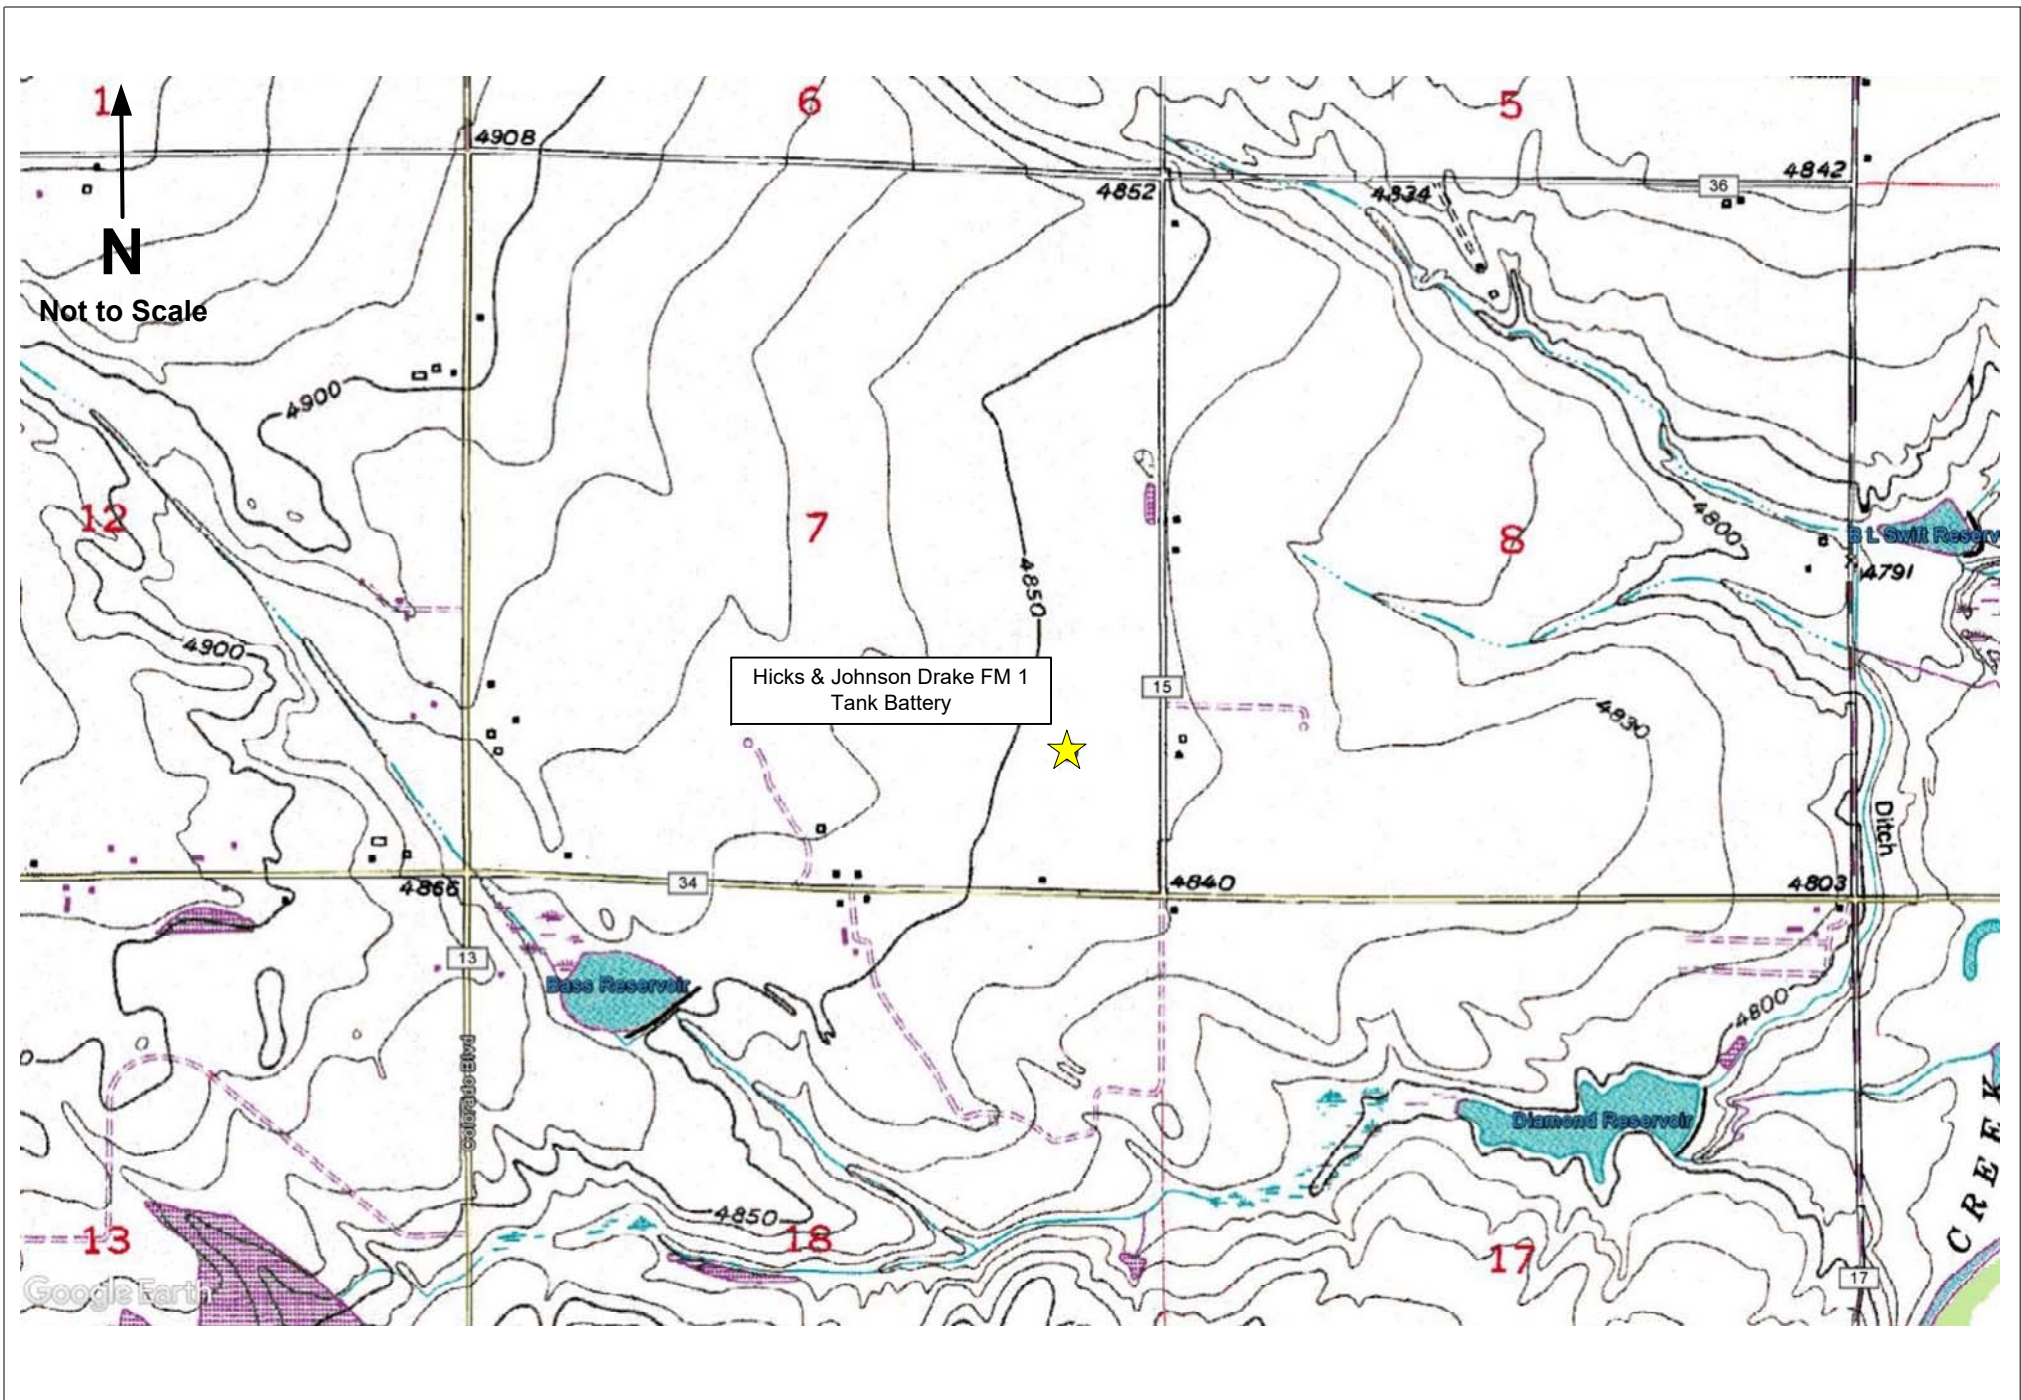 1
6
5
4908
4842
36
4852
4834
N
Not to Scale
4900
12
7
8
4800
B L Swift Reserv
4791
4850
4900
Hicks & Johnson Drake FM 1
Tank Battery
15
4830
Ditch
34
4866
4840
4803
13
Bass Reservoir
4800
Colorado Blvd
Diamond Reservoir
CREEK
4850
13
18
17
17
Google Earth